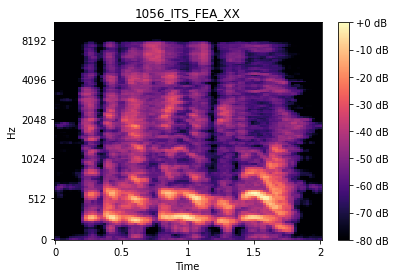 1056_ITS_FEA_XX
+0 dB
8192
-10 dB
-20 dB
4096
-30 dB
2048
-40 dB
Hz
1024
-50 dB
512
-60 dB
-70 dB
0
-80 dB
0
0.5
1
1.5
2
Time